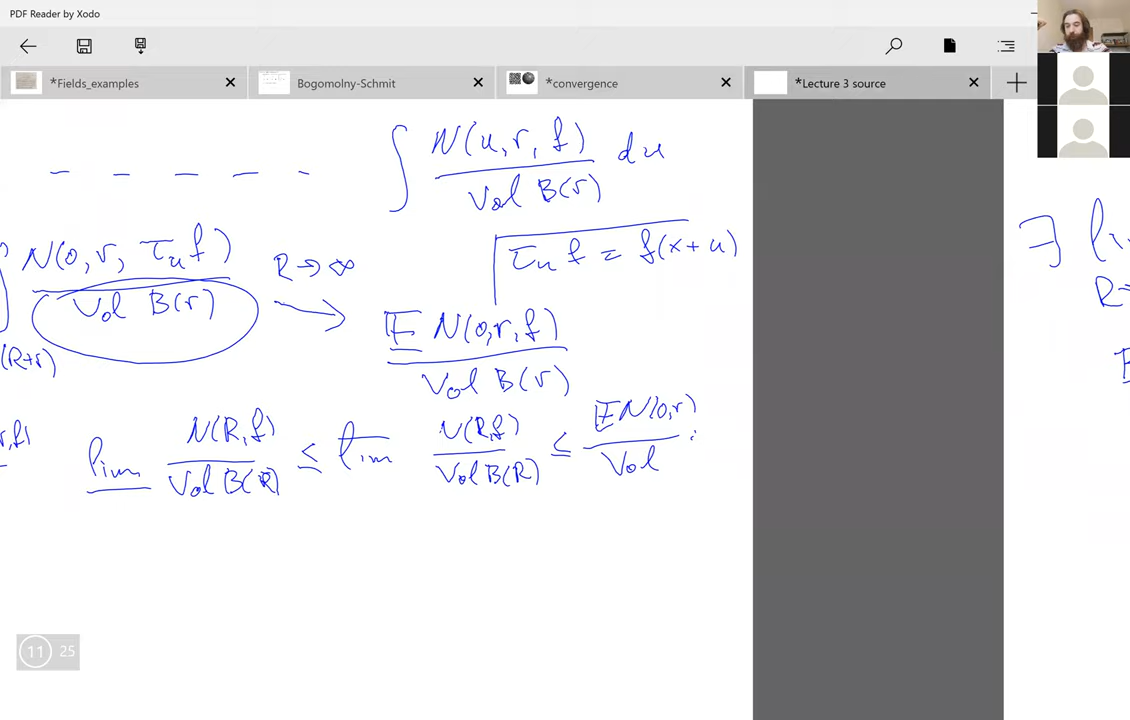 PDF Reader by Xodo
*Fields_examples
Bogomolny-Schmit
*convergence
*Lecture 3 source
∫ N(u, r, f) / Vol B(r) du
N(0, r, τ_u f) / Vol B(r)
R → ∞
τ_u f = f(x+u)
∃ li
R=
(R+r)
E N(0,r,f) / Vol B(r)
r,f)
lim N(R,f) / Vol B(R) ≤ lim N(R,f) / Vol B(R) ≤ E N(0,r) / Vol
11 25